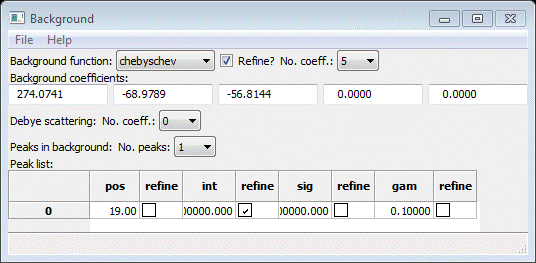 Background
File Help
Background function: chebyschev Refine? No. coeff.: 5
Background coefficients:
274.0741 -68.9789 -56.8144 0.0000 0.0000
Debye scattering: No. coeff.: 0
Peaks in background: No. peaks: 1
Peak list:
pos refine int refine sig refine gam refine
0 19.00 00000.000 00000.000 0.10000